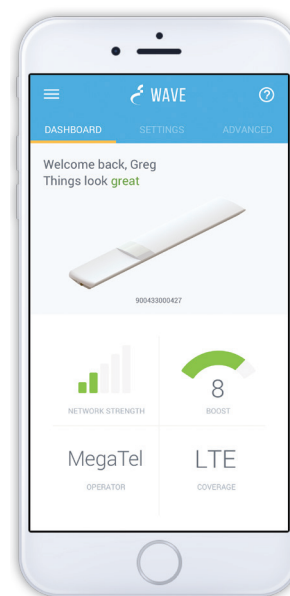 WAVE
DASHBOARD SETTINGS ADVANCED
Welcome back, Greg
Things look great
900433000427
8
NETWORK STRENGTH BOOST
MegaTel LTE
OPERATOR COVERAGE